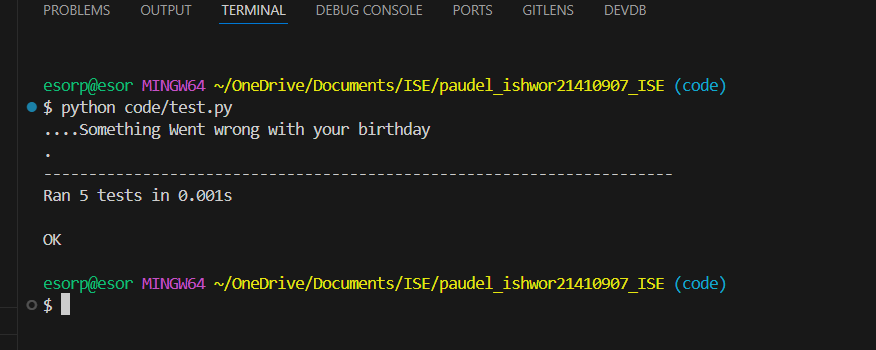 PROBLEMS OUTPUT TERMINAL DEBUG CONSOLE PORTS GITLENS DEVDB
esorp@esor MINGW64 ~/OneDrive/Documents/ISE/paudel_ishwor21410907_ISE (code)
$ python code/test.py
....Something Went wrong with your birthday
.
----------------------------------------------------------------------
Ran 5 tests in 0.001s
OK
esorp@esor MINGW64 ~/OneDrive/Documents/ISE/paudel_ishwor21410907_ISE (code)
$